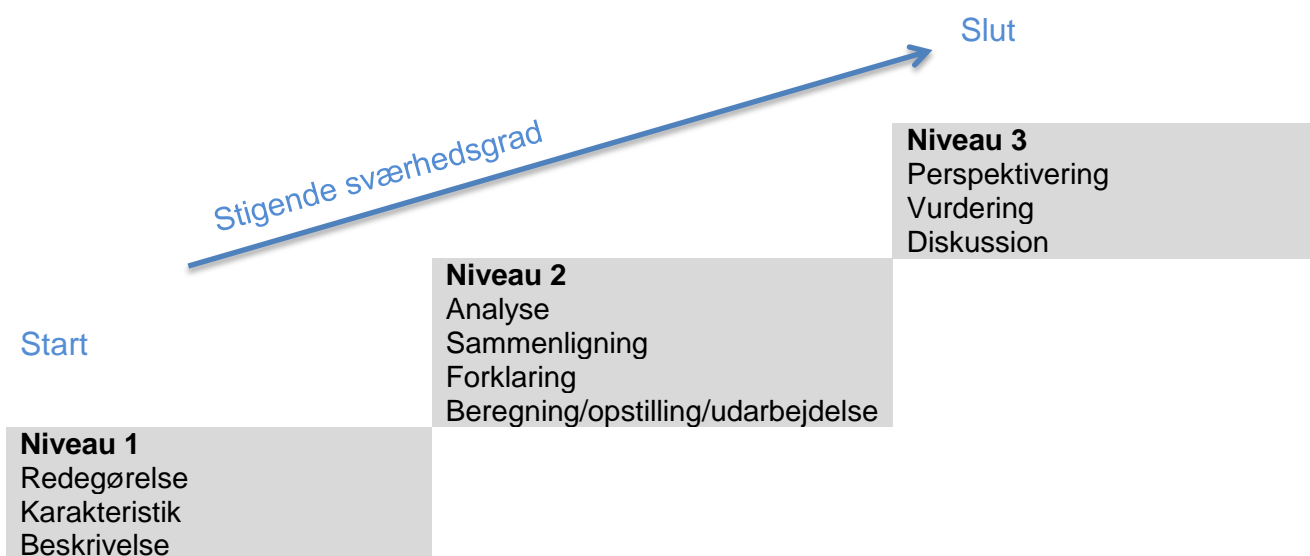 Slut
Stigende sværhedsgrad
Niveau 3
Perspektivering
Vurdering
Diskussion
Niveau 2
Analyse
Sammenligning
Forklaring
Beregning/opstilling/udarbejdelse
Start
Niveau 1
Redegørelse
Karakteristik
Beskrivelse